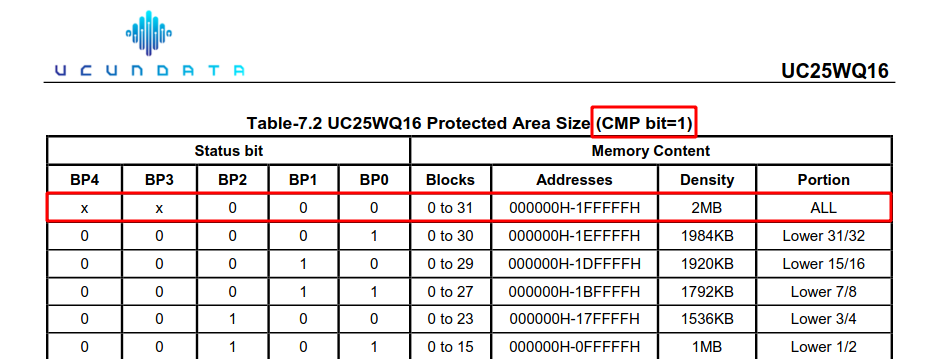 UCUNDATA
UC25WQ16
Table-7.2 UC25WQ16 Protected Area Size (CMP bit=1)
Status bit Memory Content
BP4 BP3 BP2 BP1 BP0 Blocks Addresses Density Portion
x x 0 0 0 0 to 31 000000H-1FFFFFH 2MB ALL
0 0 0 0 1 0 to 30 000000H-1EFFFFH 1984KB Lower 31/32
0 0 0 1 0 0 to 29 000000H-1DFFFFH 1920KB Lower 15/16
0 0 0 1 1 0 to 27 000000H-1BFFFFH 1792KB Lower 7/8
0 0 1 0 0 0 to 23 000000H-17FFFFH 1536KB Lower 3/4
0 0 1 0 1 0 to 15 000000H-0FFFFFH 1MB Lower 1/2